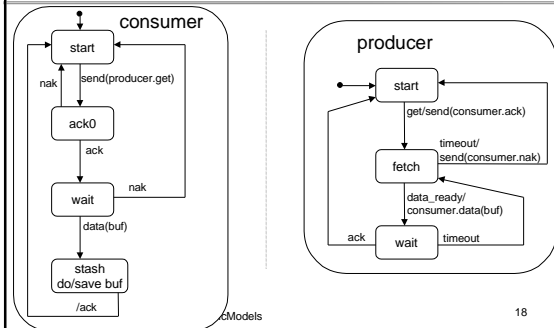 consumer
start
nak
send(producer.get)
ack0
ack
wait
nak
data(buf)
stash
do/save buf
/ack
producer
start
get/send(consumer.ack)
timeout/
send(consumer.nak)
fetch
data_ready/
consumer.data(buf)
ack
wait
timeout
cModels
18